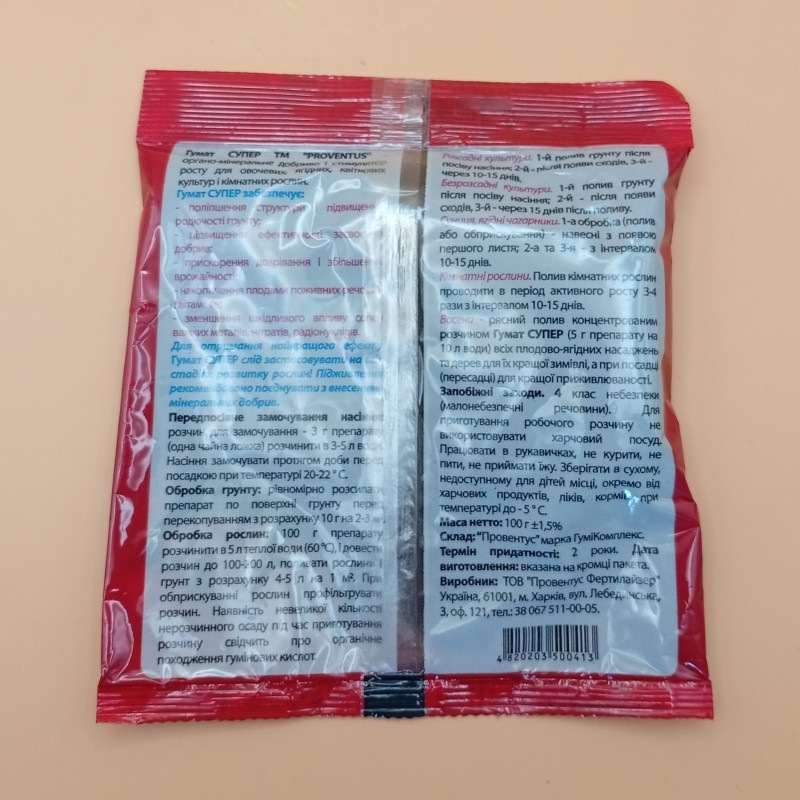 Гумат СУПЕР ТМ "PROVENTUS"
органо-мінеральне добриво і стимулятор
росту для овочевих, ягідних, квіткових
культур і кімнатних рослин.
Гумат СУПЕР забезпечує:
- поліпшення структури і підвищення
родючості ґрунту;
- підвищення ефективності засвоєння
добрив;
- прискорення дозрівання і збільшення
врожайності;
- накопичення плодами поживних речовин
і вітамінів;
- зменшення шкідливого впливу солей
важких металів, нітратів, радіонуклідів.
Для отримання найкращого ефекту
Гумат СУПЕР слід застосовувати на
стадіях розвитку рослин! Підживлення
рекомендовано поєднувати з внесенням
мінеральних добрив.
Передпосівне замочування насіння:
розчин для замочування - 3 г препарату
(одна чайна ложка) розчинити в 3-5 л води.
Насіння замочувати протягом доби перед
посадкою при температурі 20-22 ° С.
Обробка грунту: рівномірно розсипати
препарат по поверхні грунту перед
перекопуванням з розрахунку 10 г на 2-3 м².
Обробка рослин: 100 г препарату
розчинити в 5 л теплої води (60 °С), і довести
розчин до 100-200 л, поливати рослини і
грунт з розрахунку 4-5 л на 1 м². При
обприскуванні рослин профільтрувати
розчин. Наявність невеликої кількості
нерозчинного осаду під час приготування
розчину свідчить про органічне
походження гумінових кислот.
Розсадні культури. 1-й полив грунту після
посіву насіння; 2-й - після появи сходів, 3-й -
через 10-15 днів.
Безрозсадні культури. 1-й полив грунту
після посіву насіння; 2-й - після появи
сходів, 3-й - через 15 днів після поливу.
Суниця, ягідні чагарники. 1-а обробка (полив
або обприскування) - навесні з появою
першого листя; 2-а та 3-я - з інтервалом
10-15 днів.
Кімнатні рослини. Полив кімнатних рослин
проводити в період активного росту 3-4
рази з інтервалом 10-15 днів.
Восени - рясний полив концентрованим
розчином Гумат СУПЕР (5 г препарату на
10 л води) всіх плодово-ягідних насаджень
та дерев для їх кращої зимівлі, а при посадці
(пересадці) для кращої приживлюваності.
Запобіжні заходи. 4 клас небезпеки
(малонебезпечні речовини). Для
приготування робочого розчину не
використовувати харчовий посуд.
Працювати в рукавичках, не курити, не
пити, не приймати їжу. Зберігати в сухому,
недоступному для дітей місці, окремо від
харчових продуктів, ліків, кормів при
температурі до - 5 ° С.
Маса нетто: 100 г ±1,5%
Склад: "Провентус" марка ГуміКомплекс.
Термін придатності: 2 роки. Дата
виготовлення: вказана на кромці пакета.
Виробник: ТОВ "Провентус Фертилайзер"
Україна, 61001, м. Харків, вул. Лебединська,
3, оф. 121, тел.: 38 067 511-00-05.
4 820203 500413